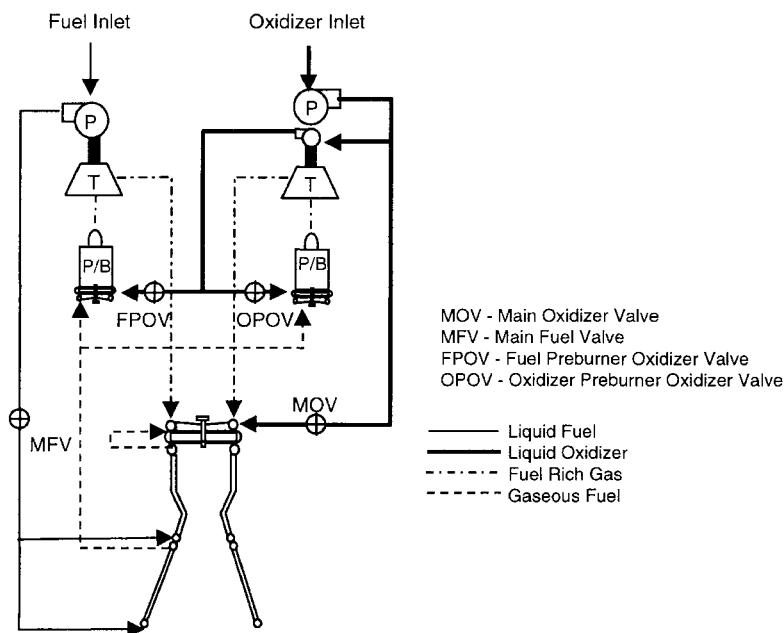 Fuel Inlet
Oxidizer Inlet
P
P
T
T
P/B
P/B
FPOV
OPOV
MOV
MFV
MOV - Main Oxidizer Valve
MFV - Main Fuel Valve
FPOV - Fuel Preburner Oxidizer Valve
OPOV - Oxidizer Preburner Oxidizer Valve
Liquid Fuel
Liquid Oxidizer
Fuel Rich Gas
Gaseous Fuel